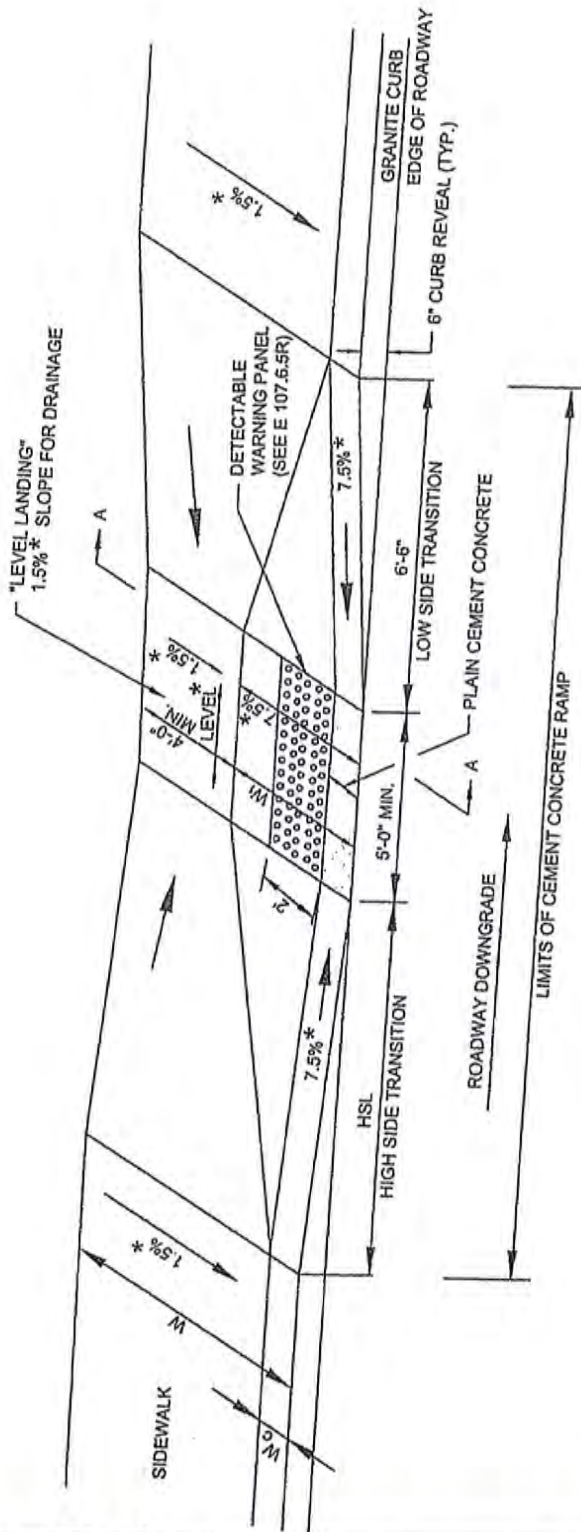 "LEVEL LANDING"
1.5% * SLOPE FOR DRAINAGE
A
1.5%
*
SIDEWALK
W
1.5%
*
Wc
4'-0"
MIN.
*
1.5%
*
LEVEL
W1
7.5%
*
2'
DETECTABLE
WARNING PANEL
(SEE E 107.6.5R)
7.5% *
7.5% *
GRANITE CURB
EDGE OF ROADWAY
6" CURB REVEAL (TYP.)
HSL
HIGH SIDE TRANSITION
5'-0" MIN.
6'-6"
LOW SIDE TRANSITION
A
PLAIN CEMENT CONCRETE
ROADWAY DOWNGRADE
LIMITS OF CEMENT CONCRETE RAMP